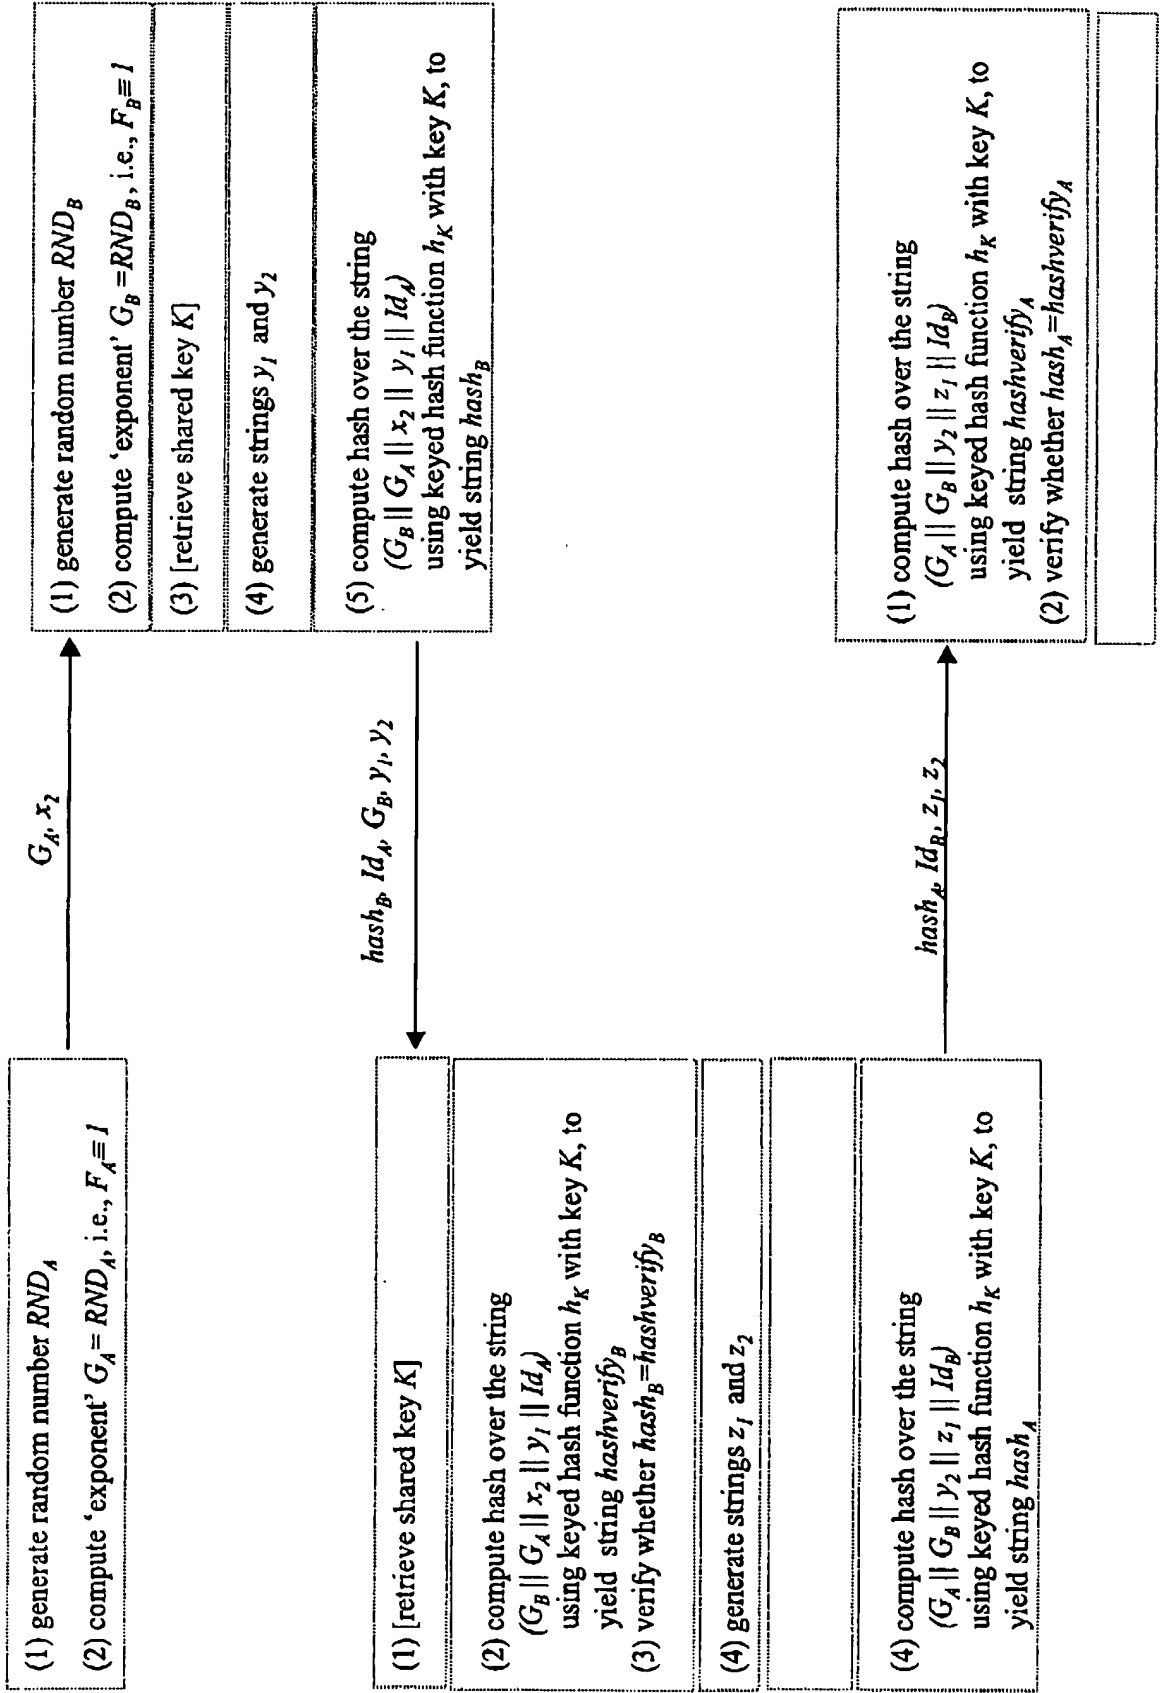 (1) generate random number RND_A
(2) compute ‘exponent’ G_A = RND_A, i.e., F_A≡1
G_A, x_2
(1) generate random number RND_B
(2) compute ‘exponent’ G_B =RND_B, i.e., F_B≡1
(3) [retrieve shared key K]
(4) generate strings y_1 and y_2
(5) compute hash over the string
(G_B || G_A || x_2 || y_1 || Id_A)
using keyed hash function h_K with key K, to
yield string hash_B
hash_B, Id_A, G_B, y_1, y_2
(1) [retrieve shared key K]
(2) compute hash over the string
(G_B || G_A || x_2 || y_1 || Id_A)
using keyed hash function h_K with key K, to
yield string hashverify_B
(3) verify whether hash_B=hashverify_B
(4) generate strings z_1 and z_2
(4) compute hash over the string
(G_A || G_B || y_2 || z_1 || Id_B)
using keyed hash function h_K with key K, to
yield string hash_A
hash_A, Id_B, z_1, z_2
(1) compute hash over the string
(G_A || G_B || y_2 || z_1 || Id_B)
using keyed hash function h_K with key K, to
yield string hashverify_A
(2) verify whether hash_A=hashverify_A